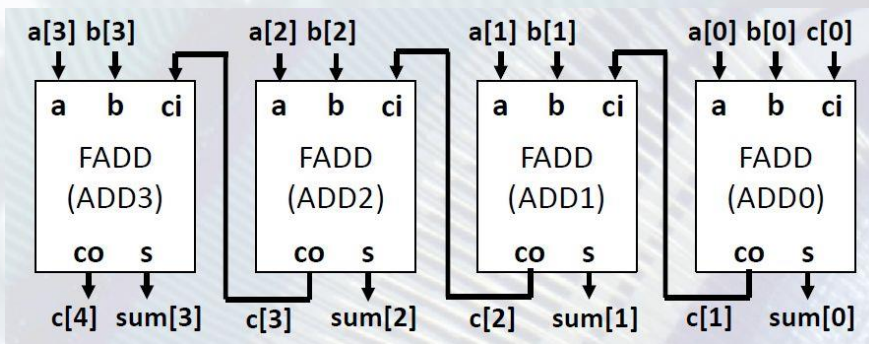 a[3] b[3] a[2] b[2] a[1] b[1] a[0] b[0] c[0]
a b ci a b ci a b ci a b ci
FADD FADD FADD FADD
(ADD3) (ADD2) (ADD1) (ADD0)
co s co s co s co s
c[4] sum[3] c[3] sum[2] c[2] sum[1] c[1] sum[0]